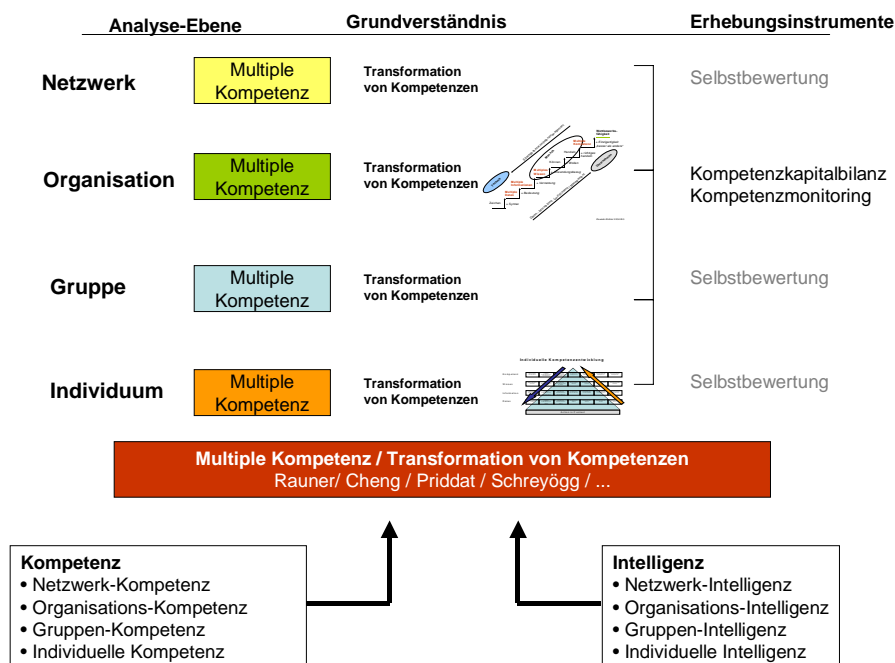 Analyse-Ebene
Grundverständnis
Erhebungsinstrumente
Netzwerk
Multiple
Kompetenz
Transformation
von Kompetenzen
Selbstbewertung
Organisation
Multiple
Kompetenz
Transformation
von Kompetenzen
Kompetenzkapitalbilanz
Kompetenzmonitoring
Gruppe
Multiple
Kompetenz
Transformation
von Kompetenzen
Selbstbewertung
Individuum
Multiple
Kompetenz
Transformation
von Kompetenzen
Individuelle Kompetenzentwicklung
Selbstbewertung
Multiple Kompetenz / Transformation von Kompetenzen
Rauner/ Cheng / Priddat / Schreyögg / ...
Kompetenz
• Netzwerk-Kompetenz
• Organisations-Kompetenz
• Gruppen-Kompetenz
• Individuelle Kompetenz
Intelligenz
• Netzwerk-Intelligenz
• Organisations-Intelligenz
• Gruppen-Intelligenz
• Individuelle Intelligenz